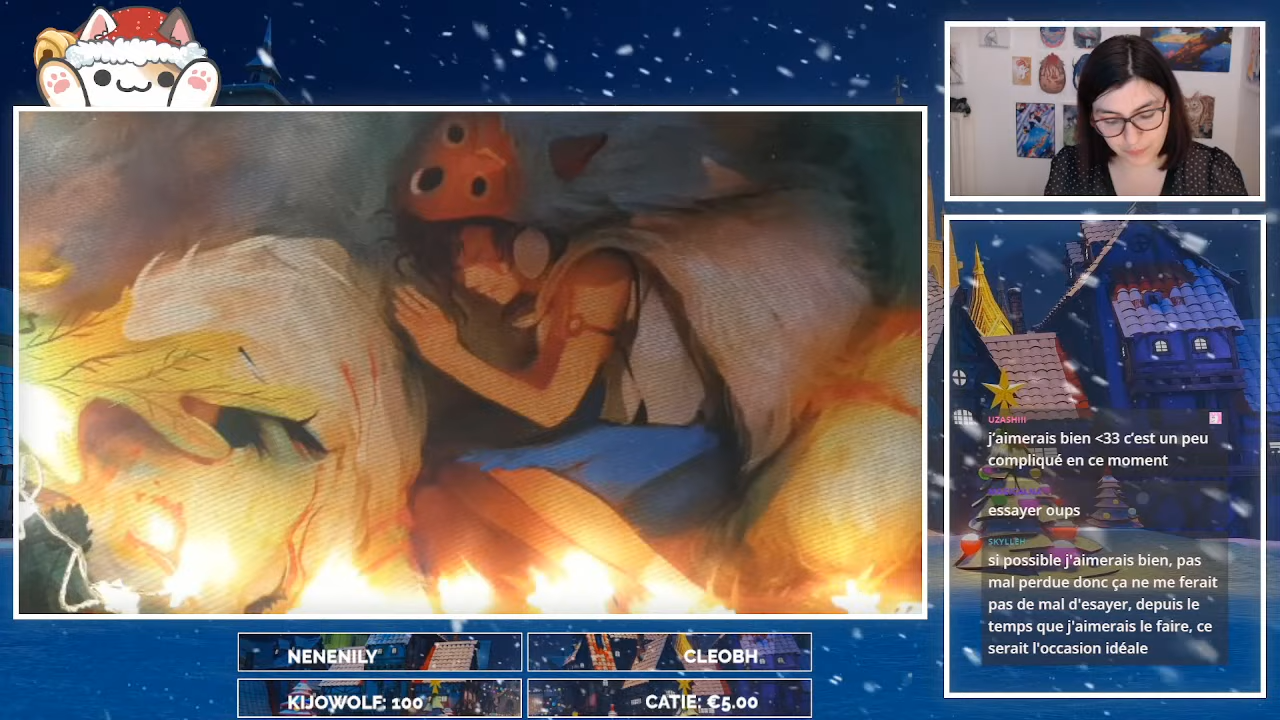 UZASHIII
j'aimerais bien <33 c'est un peu
compliqué en ce moment
essayer oups
SKYLLEH
si possible j'aimerais bien, pas
mal perdue donc ça ne me ferait
pas de mal d'esayer, depuis le
temps que j'aimerais le faire, ce
serait l'occasion idéale
NENENILY
CLEOBH_
KIJOWOLF: 100
CATIE: €5.00